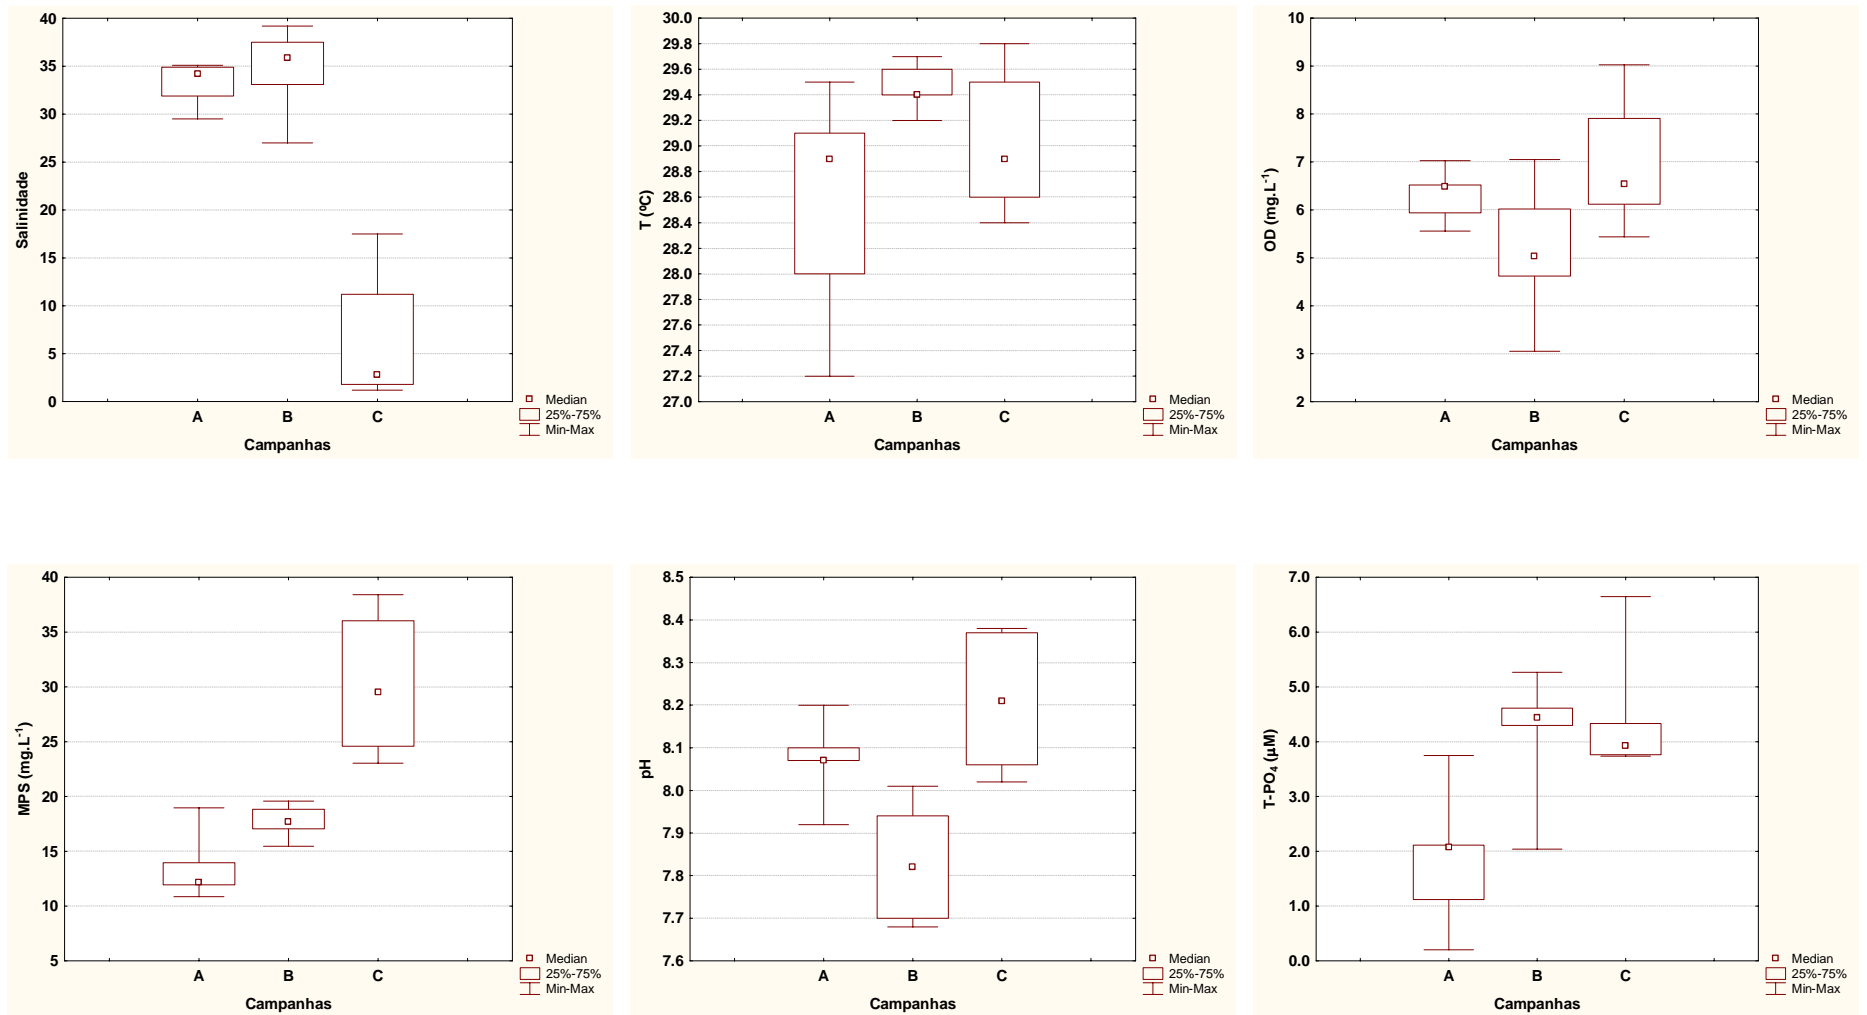 Salinidade
40
35
30
25
20
15
10
5
0
A B C
Campanhas
Median
25%-75%
Min-Max
T (ºC)
30.0
29.8
29.6
29.4
29.2
29.0
28.8
28.6
28.4
28.2
28.0
27.8
27.6
27.4
27.2
27.0
A B C
Campanhas
Median
25%-75%
Min-Max
OD (mg.L⁻¹)
10
9
8
7
6
5
4
3
2
A B C
Campanhas
Median
25%-75%
Min-Max
MPS (mg.L⁻¹)
40
35
30
25
20
15
10
5
A B C
Campanhas
Median
25%-75%
Min-Max
pH
8.5
8.4
8.3
8.2
8.1
8.0
7.9
7.8
7.7
7.6
A B C
Campanhas
Median
25%-75%
Min-Max
T-PO₄ (µM)
7.0
6.0
5.0
4.0
3.0
2.0
1.0
0.0
A B C
Campanhas
Median
25%-75%
Min-Max